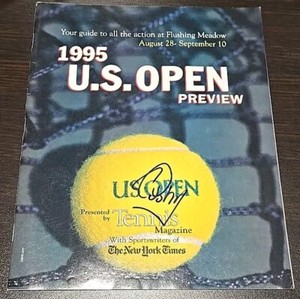 Your guide to all the action at Flushing Meadow
August 28- September 10
1995
U.S. OPEN
PREVIEW
U.S. OPEN
Presented by
Tennis
Magazine
With Sportswriters of
The New York Times